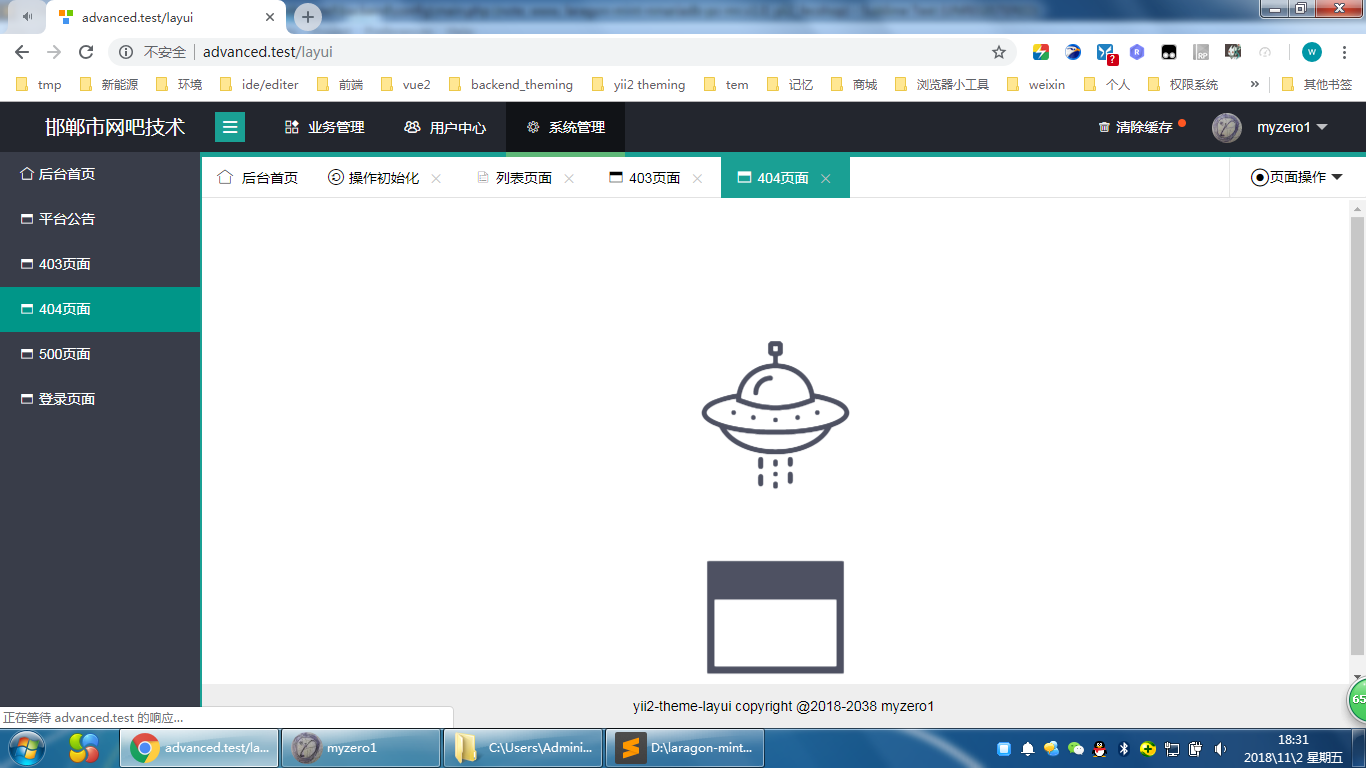 advanced.test/layui
不安全 advanced.test/layui
tmp 新能源 环境 ide/editer 前端 vue2 backend_theming yii2 theming tem 记忆 商城 浏览器小工具 weixin 个人 权限系统 » 其他书签
邯郸市网吧技术 业务管理 用户中心 系统管理 清除缓存 myzero1
后台首页 操作初始化 列表页面 403页面 404页面 页面操作
后台首页
平台公告
403页面
404页面
500页面
登录页面
yii2-theme-layui copyright @2018-2038 myzero1
65
正在等待 advanced.test 的响应...
advanced.test/la... myzero1 C:\Users\Admini... D:\laragon-mint...
18:31
2018\11\2 星期五